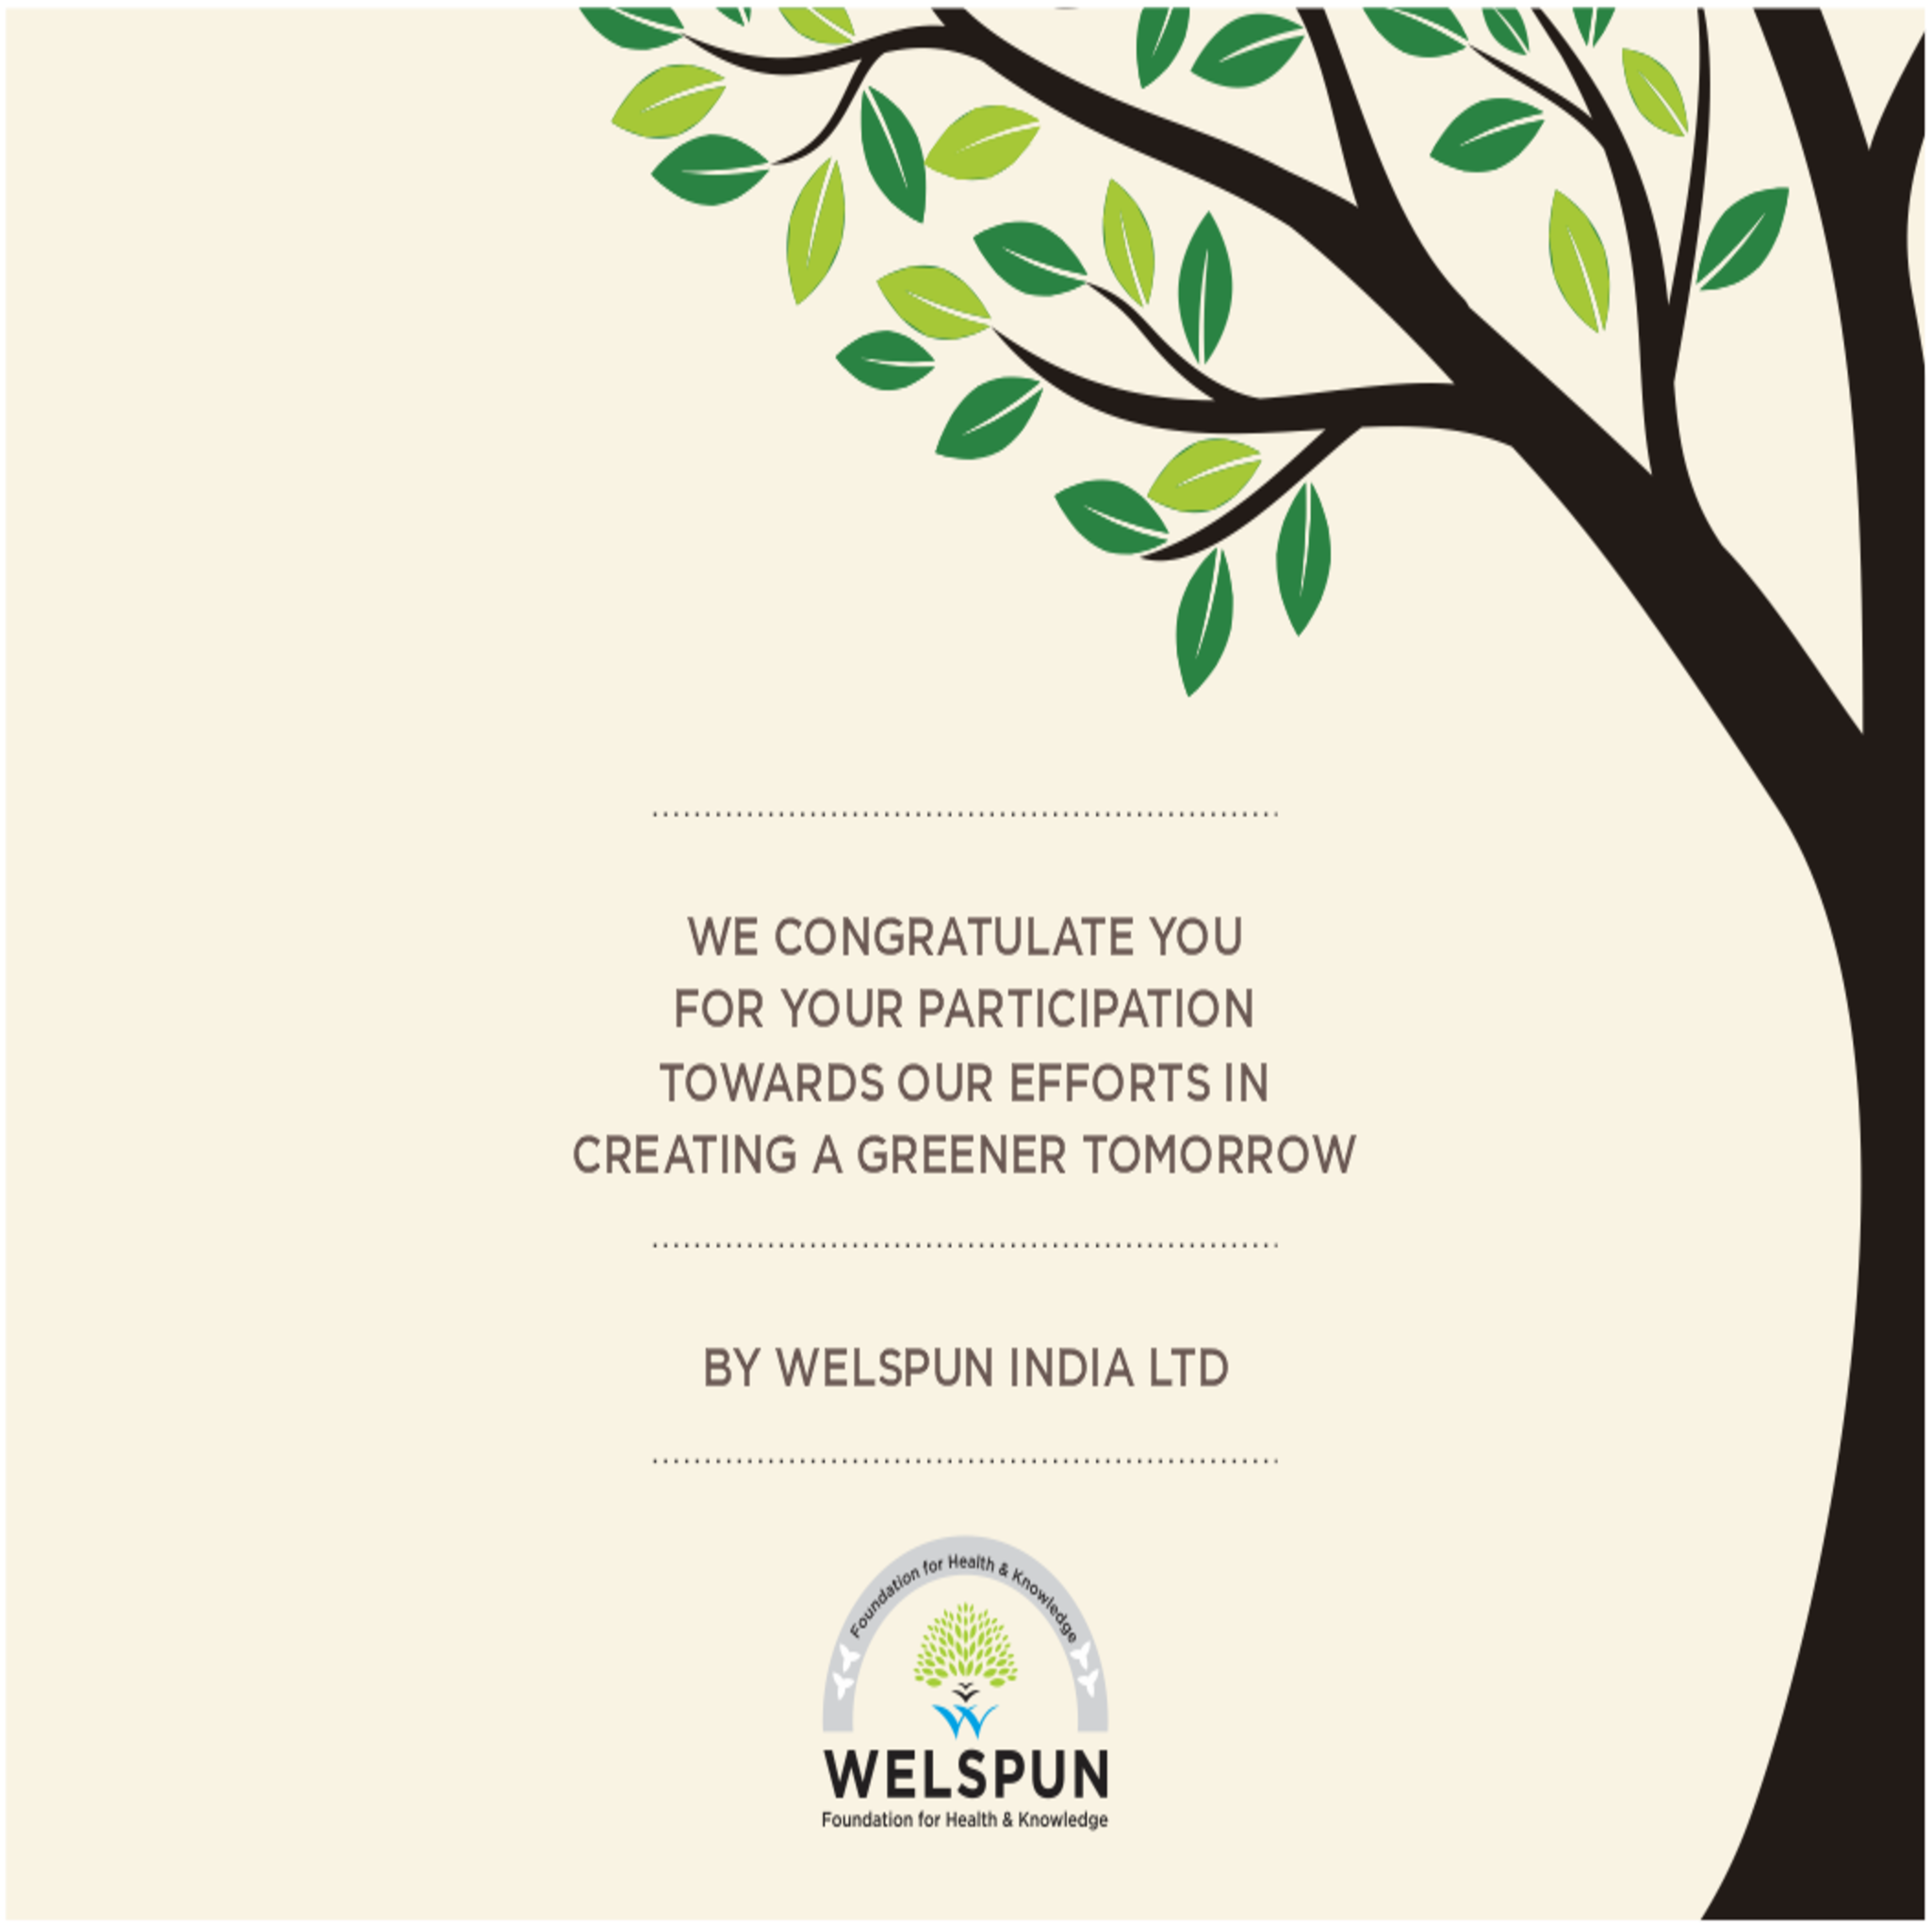 WE CONGRATULATE YOU
FOR YOUR PARTICIPATION
TOWARDS OUR EFFORTS IN
CREATING A GREENER TOMORROW
BY WELSPUN INDIA LTD
Foundation for Health & Knowledge
WELSPUN
Foundation for Health & Knowledge